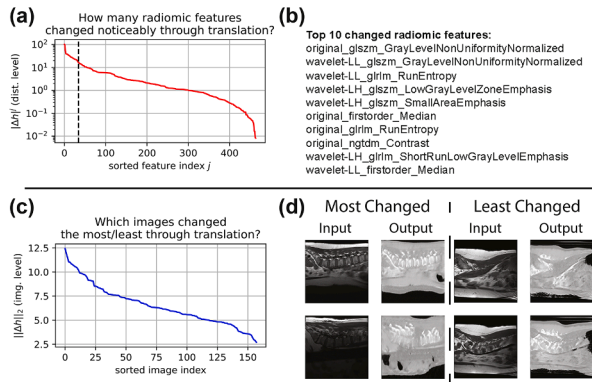 (a)
How many radiomic features
changed noticeably through translation?
|Δh|ʲ (dist. level)
10²
10¹
10⁰
10⁻¹
10⁻²
0 100 200 300 400
sorted feature index j
(b)
Top 10 changed radiomic features:
original_glszm_GrayLevelNonUniformityNormalized
wavelet-LL_glszm_GrayLevelNonUniformityNormalized
wavelet-LL_glrlm_RunEntropy
wavelet-LH_glszm_LowGrayLevelZoneEmphasis
wavelet-LH_glszm_SmallAreaEmphasis
original_firstorder_Median
original_glrlm_RunEntropy
original_ngtdm_Contrast
wavelet-LH_glrlm_ShortRunLowGrayLevelEmphasis
wavelet-LL_firstorder_Median
(c)
Which images changed
the most/least through translation?
||Δh||₂ (img. level)
12.5
10.0
7.5
5.0
2.5
0 25 50 75 100 125 150
sorted image index
(d)
Most Changed | Least Changed
Input Output Input Output